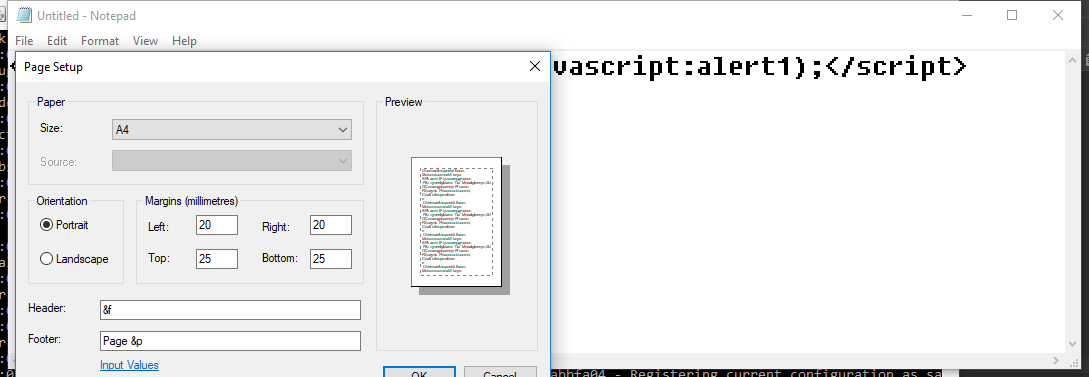 Untitled - Notepad
File Edit Format View Help
vascript:alert1);</script>
Page Setup
Paper
Size: A4
Source:
Orientation
Portrait
Landscape
Margins (millimetres)
Left: 20 Right: 20
Top: 25 Bottom: 25
Preview
Header: &f
Footer: Page &p
Input Values
OK Cancel
abbfa04 - Registering current configuration as sa